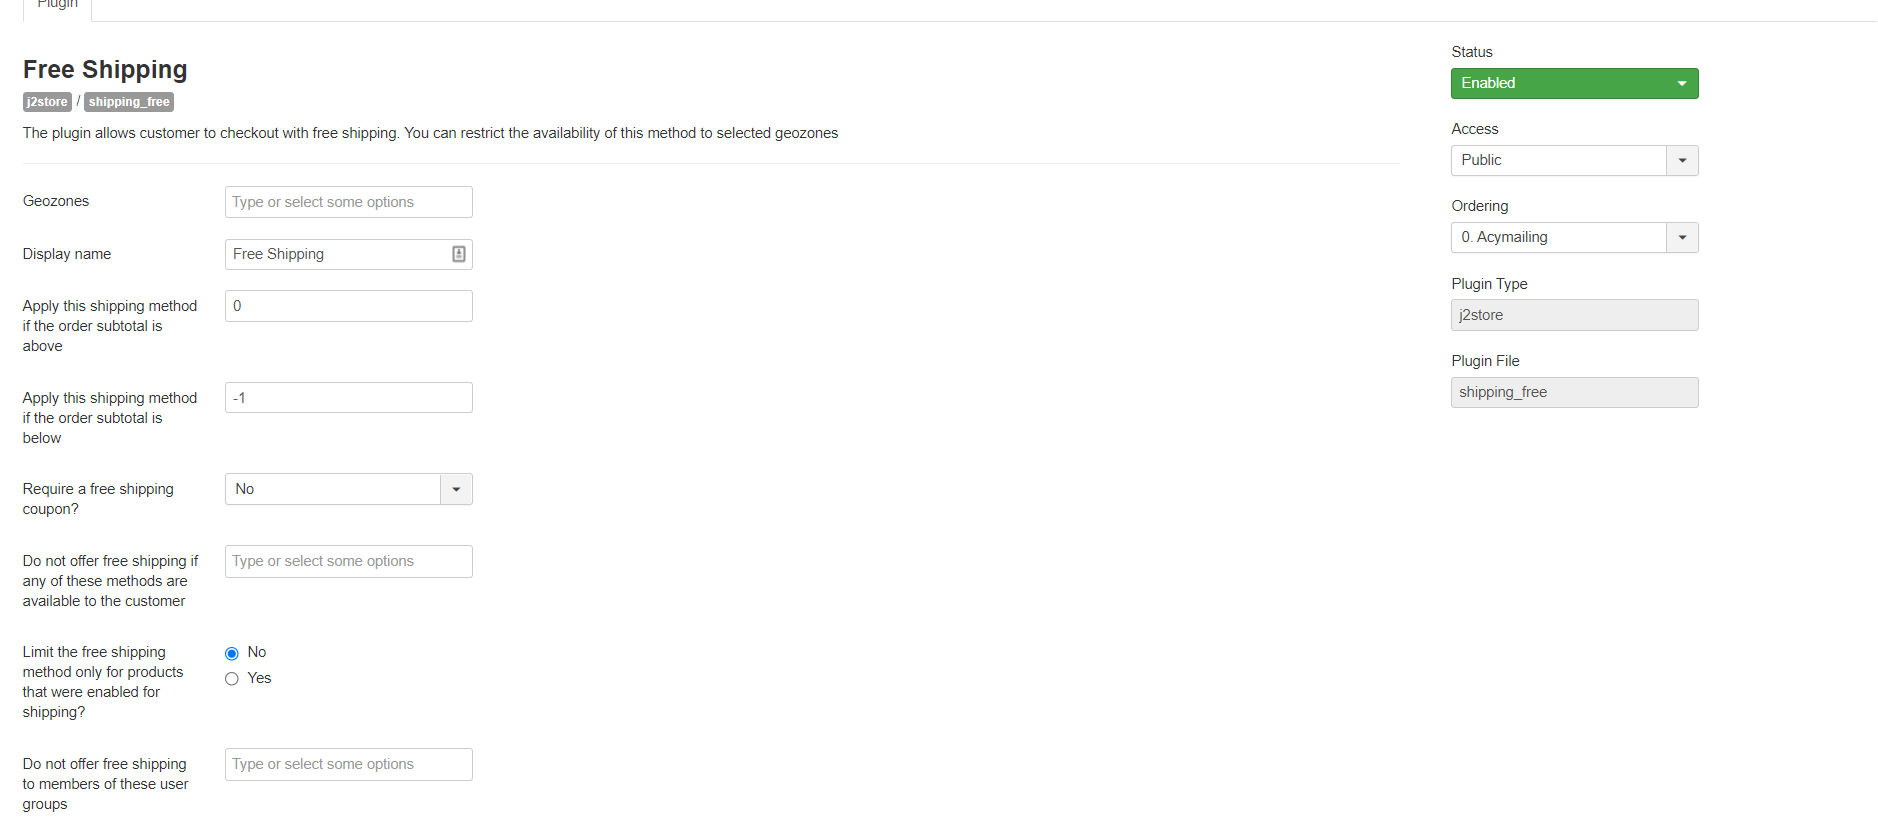 Plugin
Free Shipping
j2store / shipping_free
The plugin allows customer to checkout with free shipping. You can restrict the availability of this method to selected geozones
Geozones
Type or select some options
Display name
Free Shipping
Apply this shipping method
if the order subtotal is
above
0
Apply this shipping method
if the order subtotal is
below
-1
Require a free shipping
coupon?
No
Do not offer free shipping if
any of these methods are
available to the customer
Type or select some options
Limit the free shipping
method only for products
that were enabled for
shipping?
No
Yes
Do not offer free shipping
to members of these user
groups
Type or select some options
Status
Enabled
Access
Public
Ordering
0. Acymailing
Plugin Type
j2store
Plugin File
shipping_free